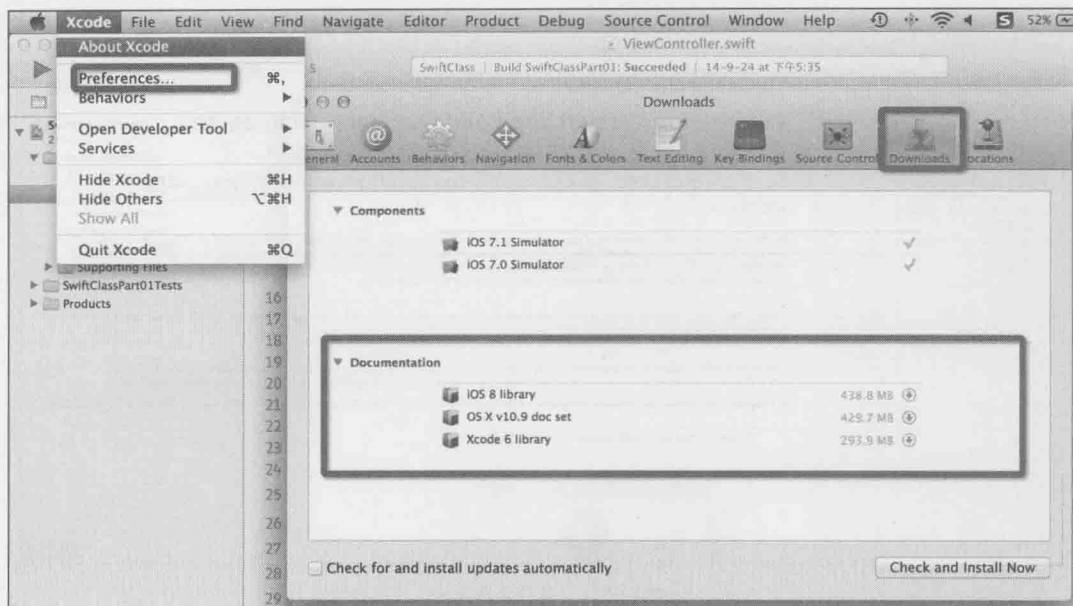 Xcode File Edit View Find Navigate Editor Product Debug Source Control Window Help 52%
About Xcode
Preferences... ⌘,
Behaviors
Open Developer Tool
Services
Hide Xcode ⌘H
Hide Others ⌥⌘H
Show All
Quit Xcode ⌘Q
ViewController.swift
SwiftClass | Build SwiftClassPart01: Succeeded | 14-9-24 at 下午5:35
Downloads
eneral Accounts Behaviors Navigation Fonts & Colors Text Editing Key Bindings Source Control Downloads ocations
Supporting Files
SwiftClassPart01Tests
Products
16
17
18
19
20
21
22
23
24
25
26
27
28
29
Components
iOS 7.1 Simulator
iOS 7.0 Simulator
Documentation
iOS 8 library 438.8 MB
OS X v10.9 doc set 429.7 MB
Xcode 6 library 293.9 MB
Check for and install updates automatically
Check and Install Now